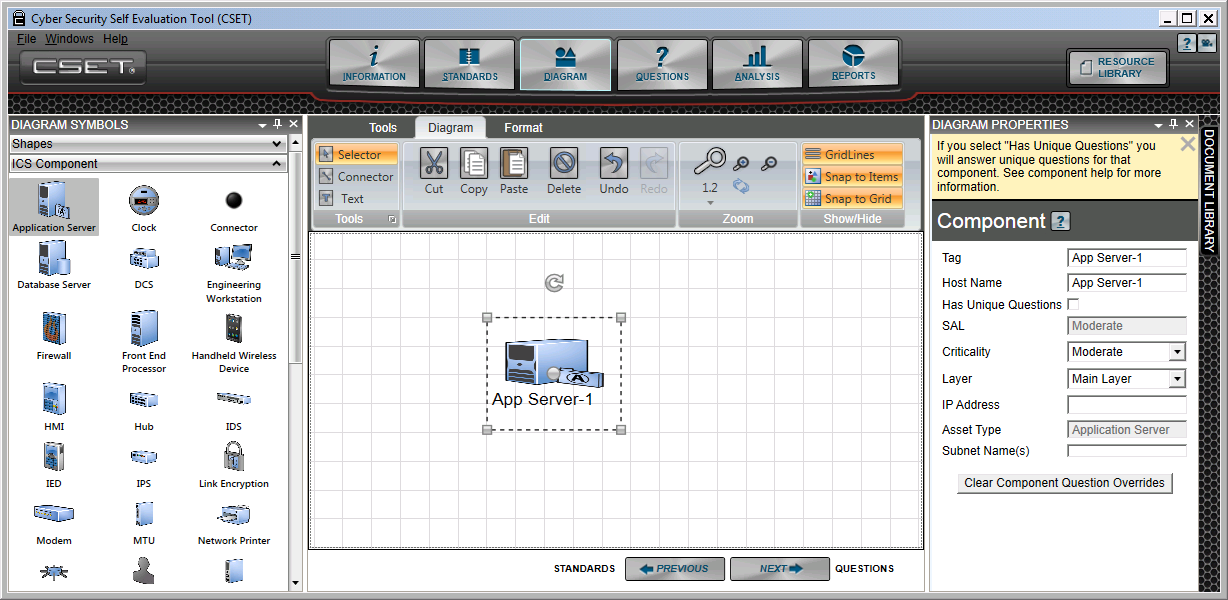 Cyber Security Self Evaluation Tool (CSET)
File Windows Help
CSET
INFORMATION
STANDARDS
DIAGRAM
QUESTIONS
ANALYSIS
REPORTS
RESOURCE
LIBRARY
DIAGRAM SYMBOLS
Shapes
ICS Component
Application Server
Clock
Connector
Database Server
DCS
Engineering
Workstation
Firewall
Front End
Processor
Handheld Wireless
Device
HMI
Hub
IDS
IED
IPS
Link Encryption
Modem
MTU
Network Printer
Tools Diagram Format
Selector
Connector
Text
Tools
Cut
Copy
Paste
Delete
Undo
Redo
Edit
1.2
Zoom
GridLines
Snap to Items
Snap to Grid
Show/Hide
App Server-1
STANDARDS
PREVIOUS
NEXT
QUESTIONS
DIAGRAM PROPERTIES
If you select "Has Unique Questions" you
will answer unique questions for that
component. See component help for more
information.
Component ?
Tag App Server-1
Host Name App Server-1
Has Unique Questions
SAL Moderate
Criticality Moderate
Layer Main Layer
IP Address
Asset Type Application Server
Subnet Name(s)
Clear Component Question Overrides
DOCUMENT LIBRARY